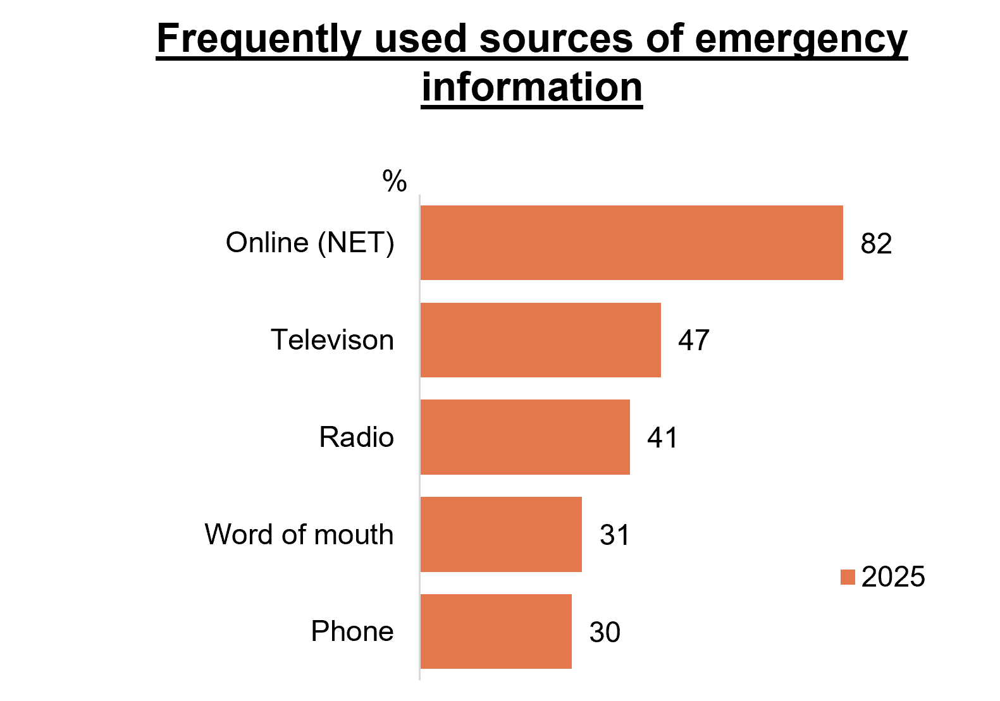 Frequently used sources of emergency
information
%
Online (NET) 82
Televison 47
Radio 41
Word of mouth 31
2025
Phone 30